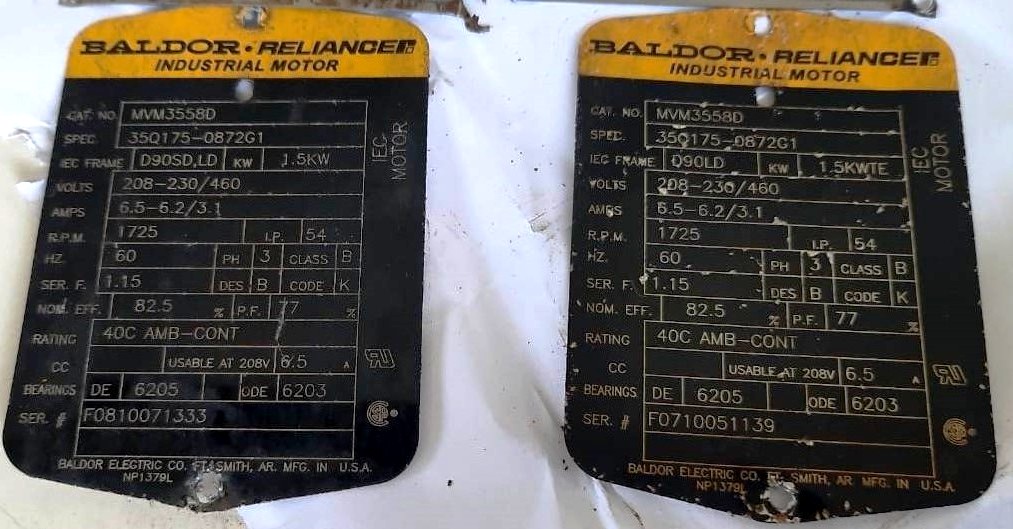 BALDOR • RELIANCE
INDUSTRIAL MOTOR
CAT. NO. MVM3558D
SPEC. 35Q175-0872G1
IEC FRAME D90SD,LD KW 1.5KW
VOLTS 208-230/460
AMPS 6.5-6.2/3.1
R.P.M. 1725 I.P. 54
HZ. 60 PH 3 CLASS B
SER. F. 1.15 DES B CODE K
NOM. EFF. 82.5 % P.F. 77 %
RATING 40C AMB-CONT
CC USABLE AT 208V 6.5 A
BEARINGS DE 6205 ODE 6203
SER. # F0810071333
IEC
MOTOR
BALDOR ELECTRIC CO. FT. SMITH, AR. MFG. IN U.S.A.
NP1379L
BALDOR • RELIANCE
INDUSTRIAL MOTOR
CAT. NO. MVM3558D
SPEC. 35Q175-0872G1
IEC FRAME D90LD KW 1.5KWTE
VOLTS 208-230/460
AMPS 6.5-6.2/3.1
R.P.M. 1725 I.P. 54
HZ. 60 PH 3 CLASS B
SER. F. 1.15 DES B CODE K
NOM. EFF. 82.5 % P.F. 77 %
RATING 40C AMB-CONT
CC USABLE AT 208V 6.5 A
BEARINGS DE 6205 ODE 6203
SER. # F0710051139
IEC
MOTOR
BALDOR ELECTRIC CO. FT. SMITH, AR. MFG. IN U.S.A.
NP1379L